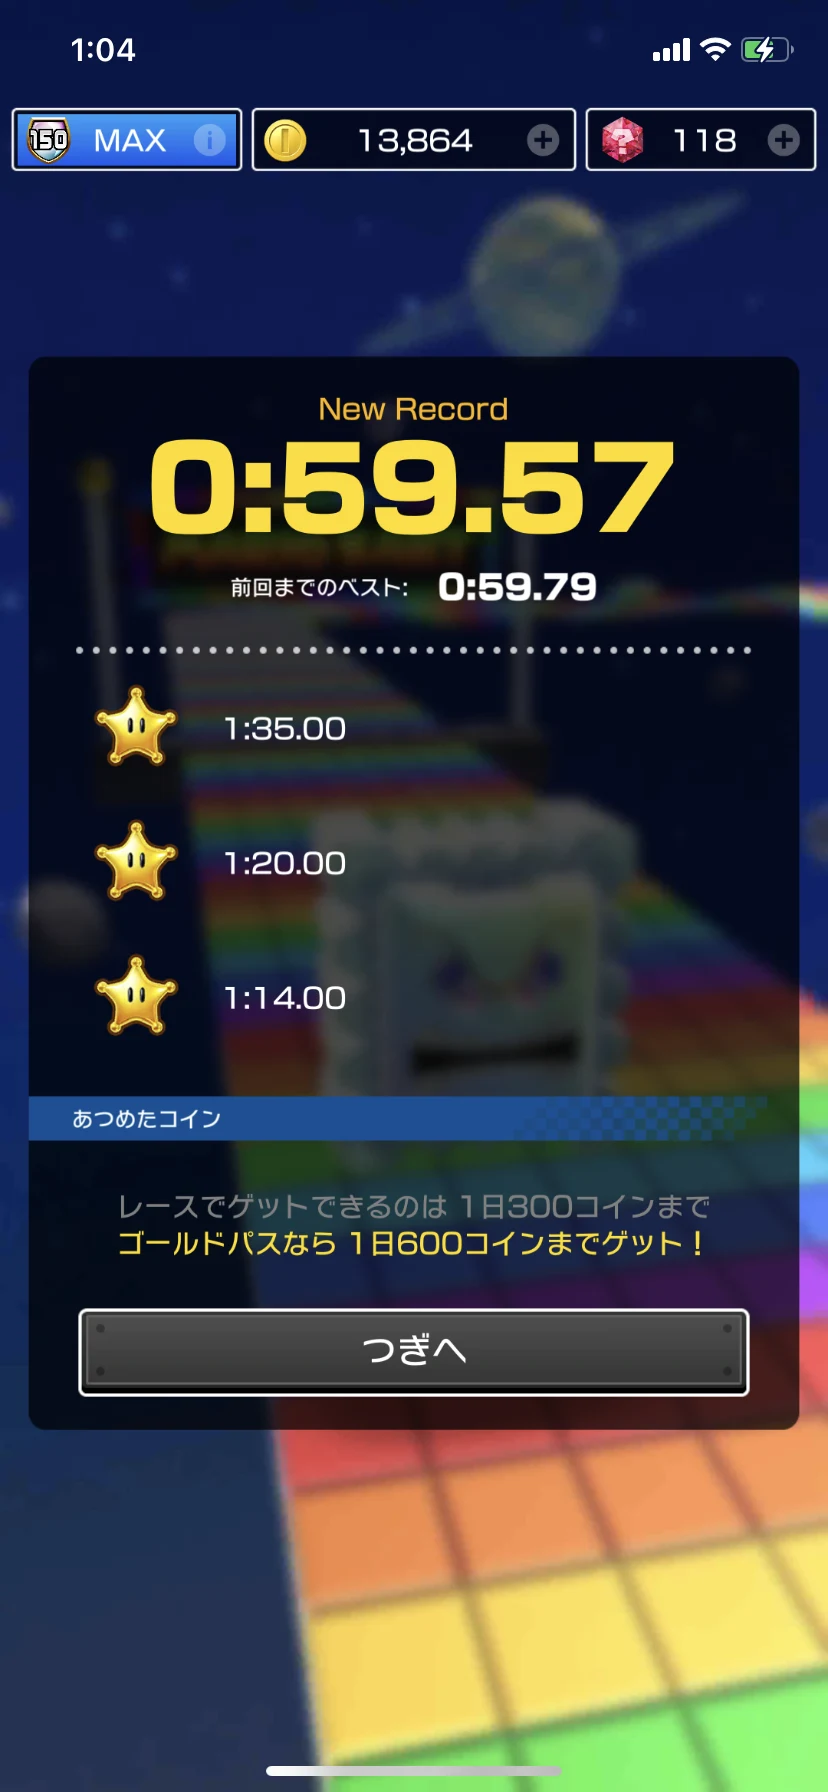 1:04
150 MAX i 13,864 + ? 118 +
New Record
0:59.57
前回までのベスト: 0:59.79
1:35.00
1:20.00
1:14.00
あつめたコイン
レースでゲットできるのは 1日300コインまで
ゴールドパスなら 1日600コインまでゲット!
つぎへ